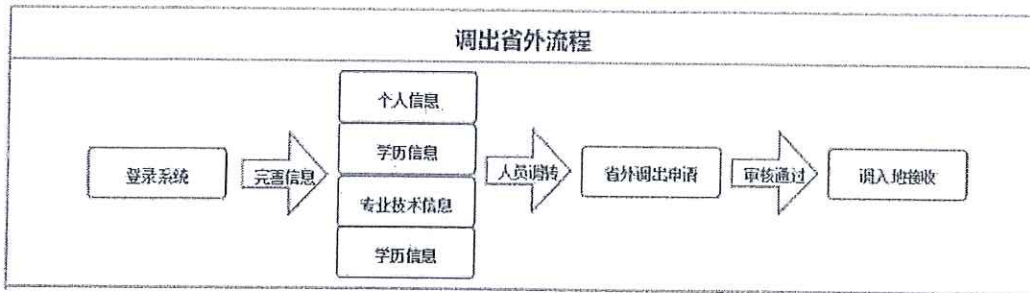 调出省外流程
登录系统
完善信息
个人信息
学历信息
专业技术信息
学历信息
人员调转
省外调出申请
审核通过
调入地接收